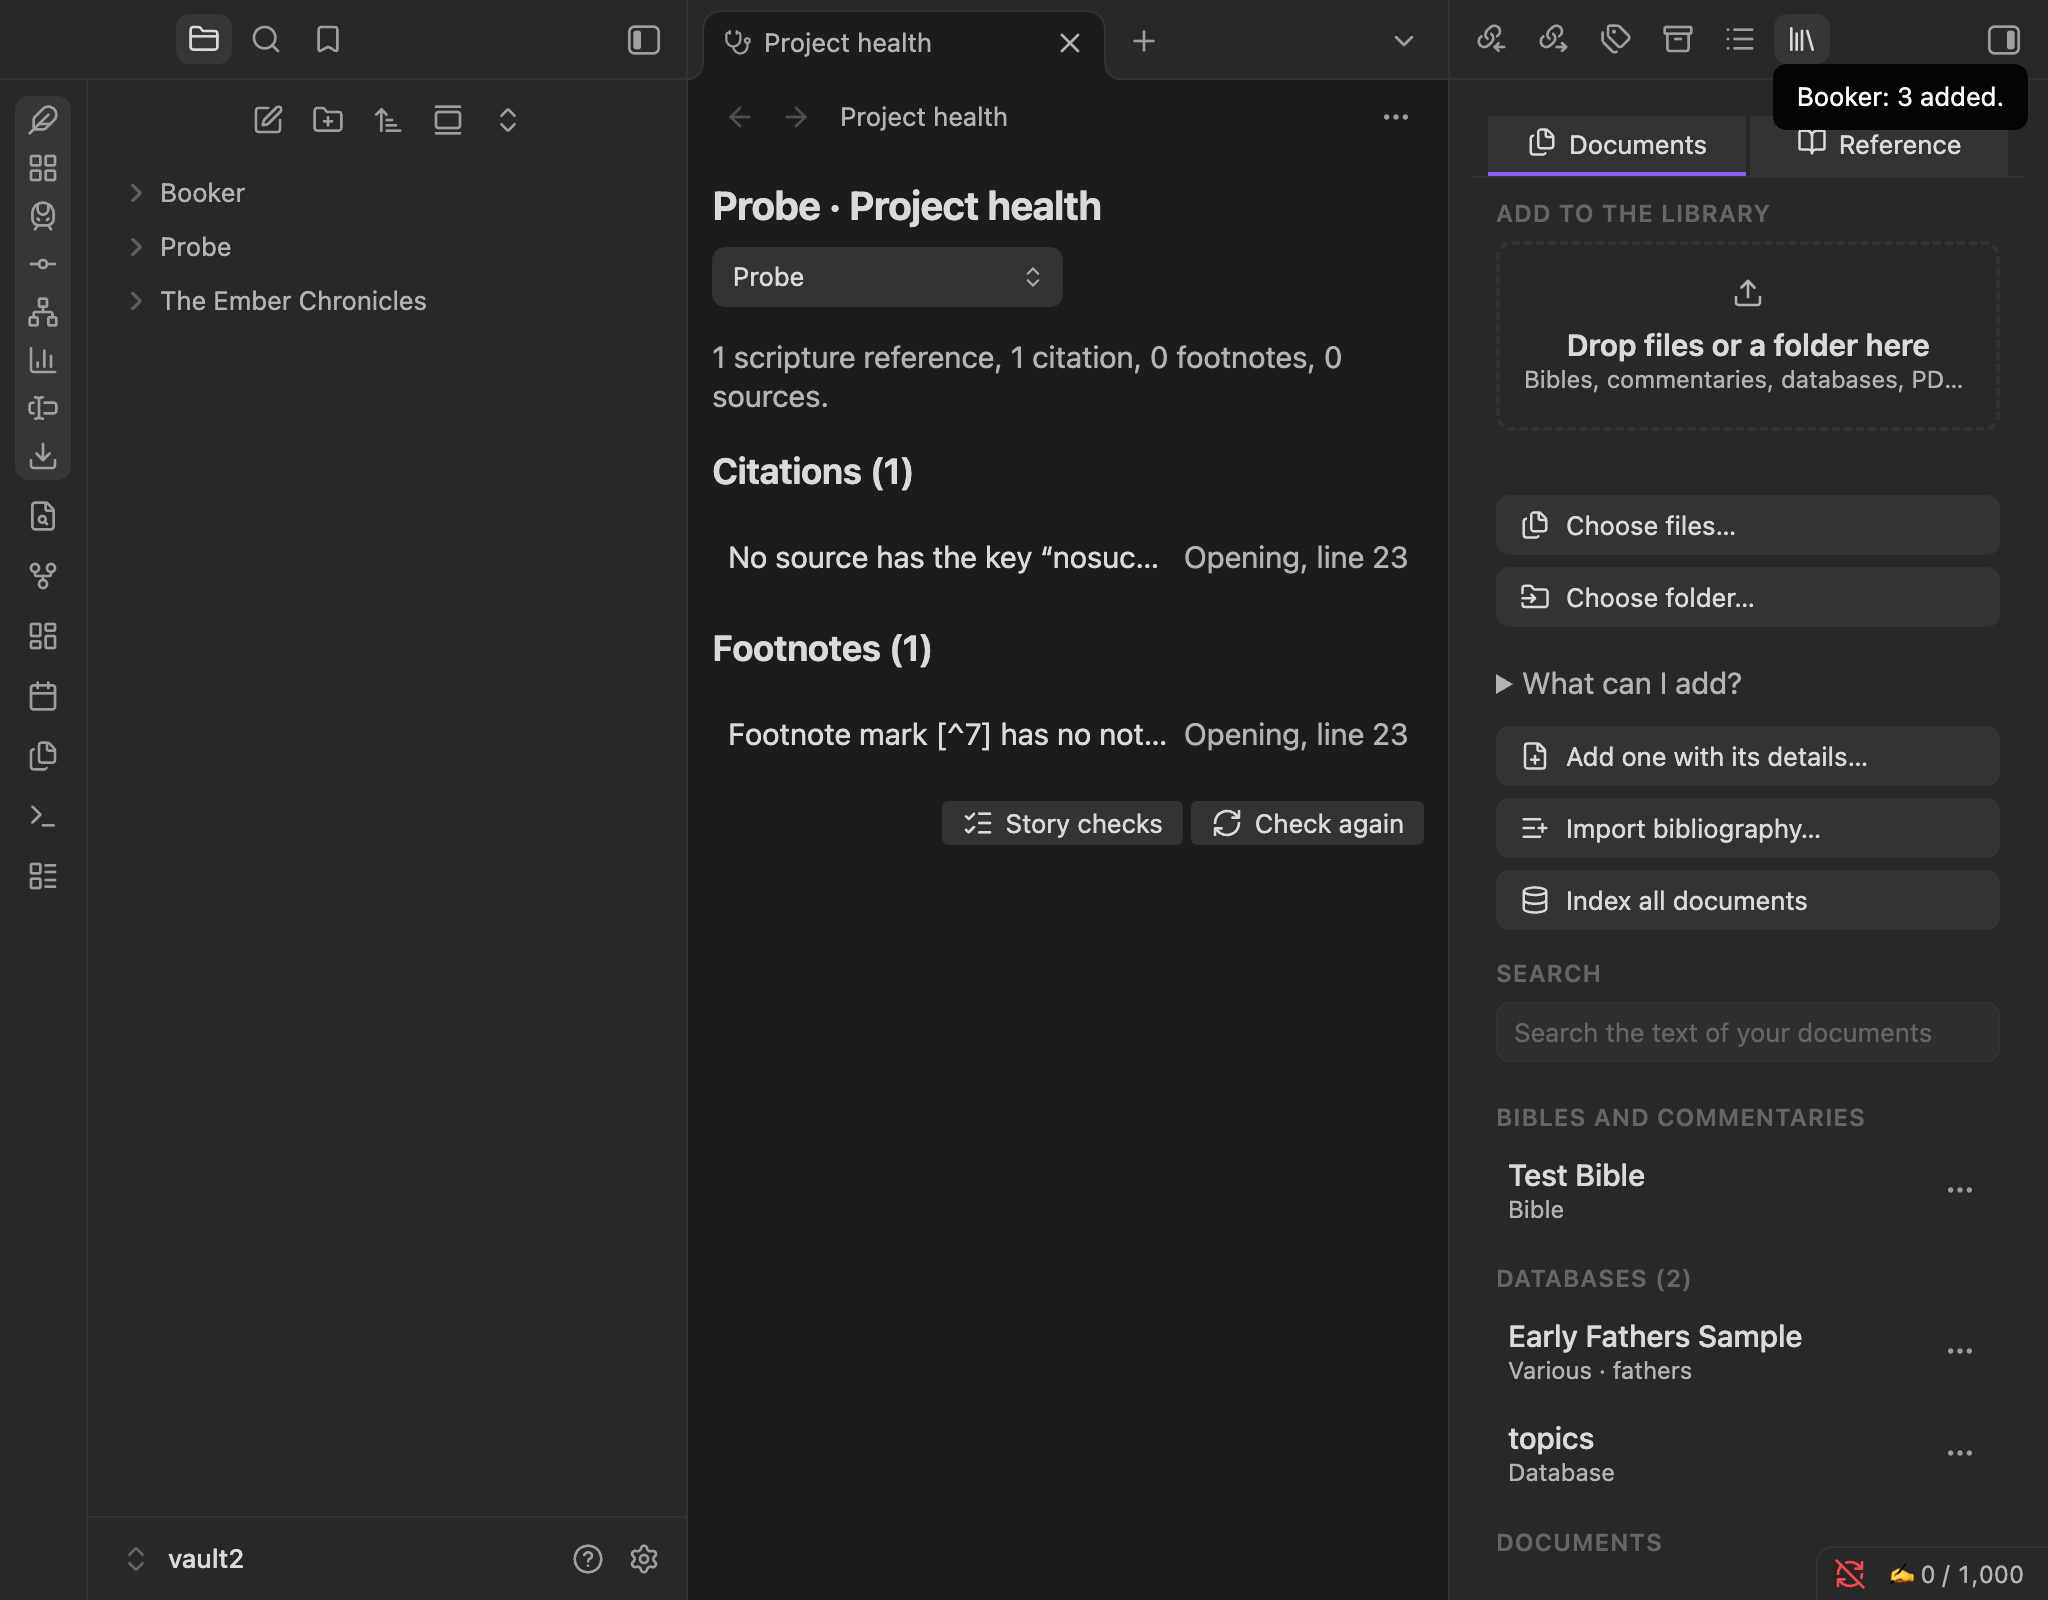 Project health
Booker: 3 added.
Project health
Documents
Reference
Booker
Probe
The Ember Chronicles
Probe · Project health
Probe
1 scripture reference, 1 citation, 0 footnotes, 0
sources.
Citations (1)
No source has the key “nosuc... Opening, line 23
Footnotes (1)
Footnote mark [^7] has no not... Opening, line 23
Story checks
Check again
ADD TO THE LIBRARY
Drop files or a folder here
Bibles, commentaries, databases, PD...
Choose files...
Choose folder...
What can I add?
Add one with its details...
Import bibliography...
Index all documents
SEARCH
Search the text of your documents
BIBLES AND COMMENTARIES
Test Bible
Bible
DATABASES (2)
Early Fathers Sample
Various · fathers
topics
Database
DOCUMENTS
vault2
✍️ 0 / 1,000